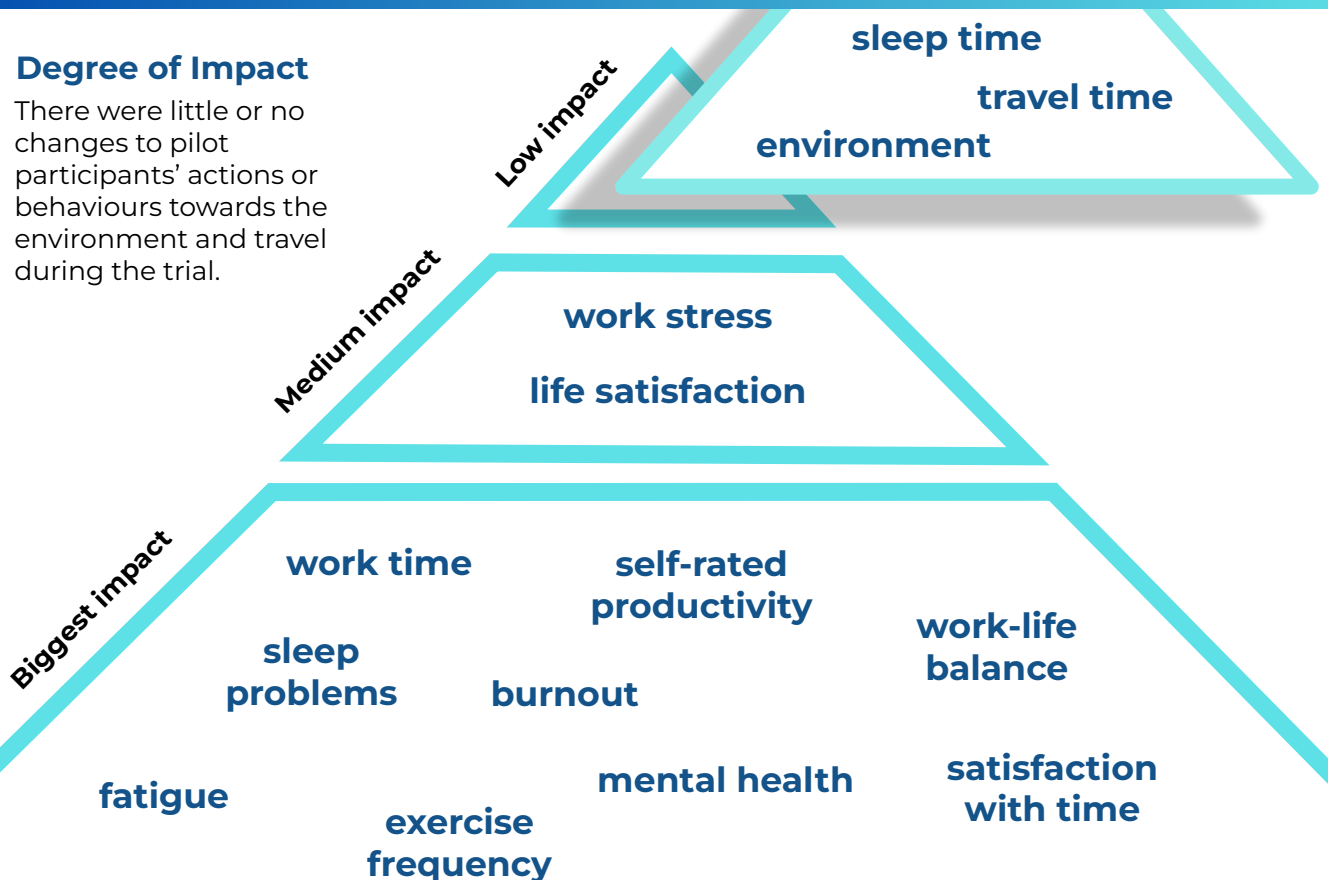 Degree of Impact
There were little or no
changes to pilot
participants’ actions or
behaviours towards the
environment and travel
during the trial.
Low impact
sleep time
travel time
environment
Medium impact
work stress
life satisfaction
Biggest impact
work time
self-rated
productivity
work-life
balance
sleep
problems
burnout
fatigue
mental health
satisfaction
with time
exercise
frequency